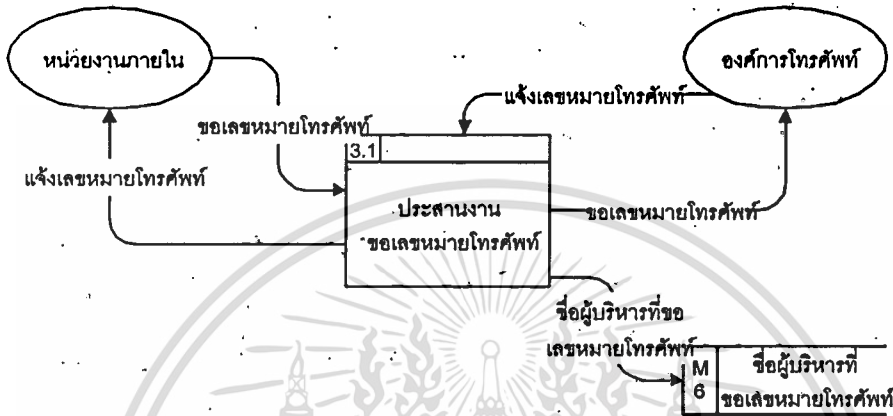 หน่วยงานภายใน
องค์การโทรศัพท์
แจ้งเลขหมายโทรศัพท์
ขอเลขหมายโทรศัพท์
3.1
แจ้งเลขหมายโทรศัพท์
ประสานงาน
ขอเลขหมายโทรศัพท์
ขอเลขหมายโทรศัพท์
ชื่อผู้บริหารที่ขอ
เลขหมายโทรศัพท์
M
6
ชื่อผู้บริหารที่
ขอเลขหมายโทรศัพท์